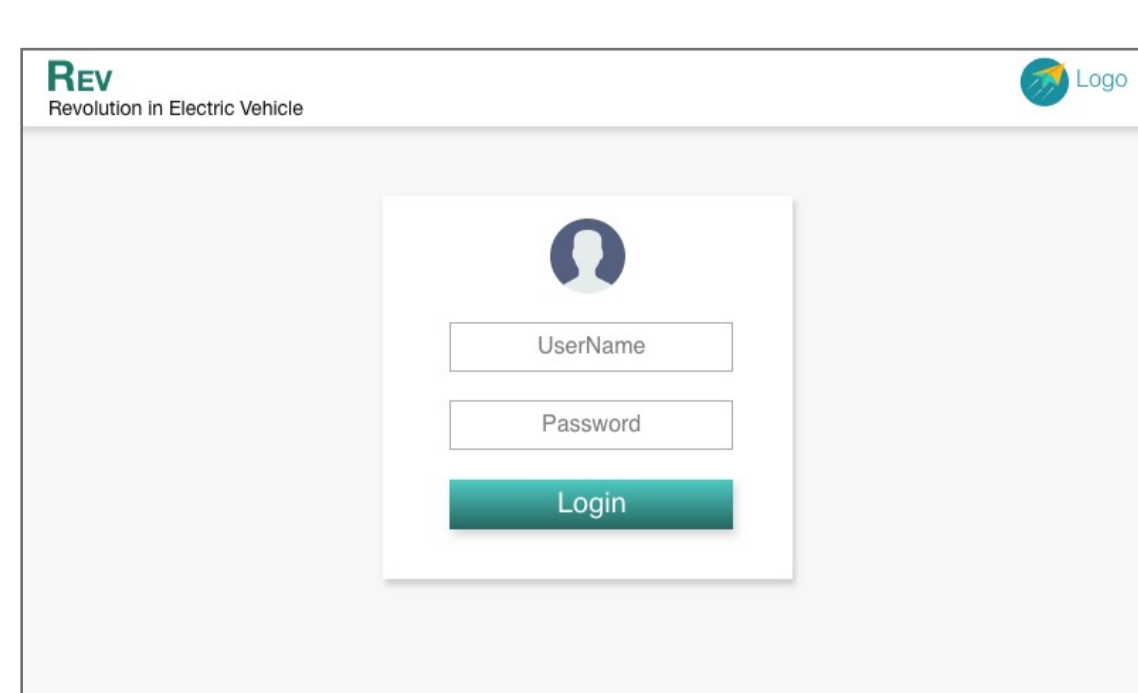 REV
Revolution in Electric Vehicle
Logo
UserName
Password
Login